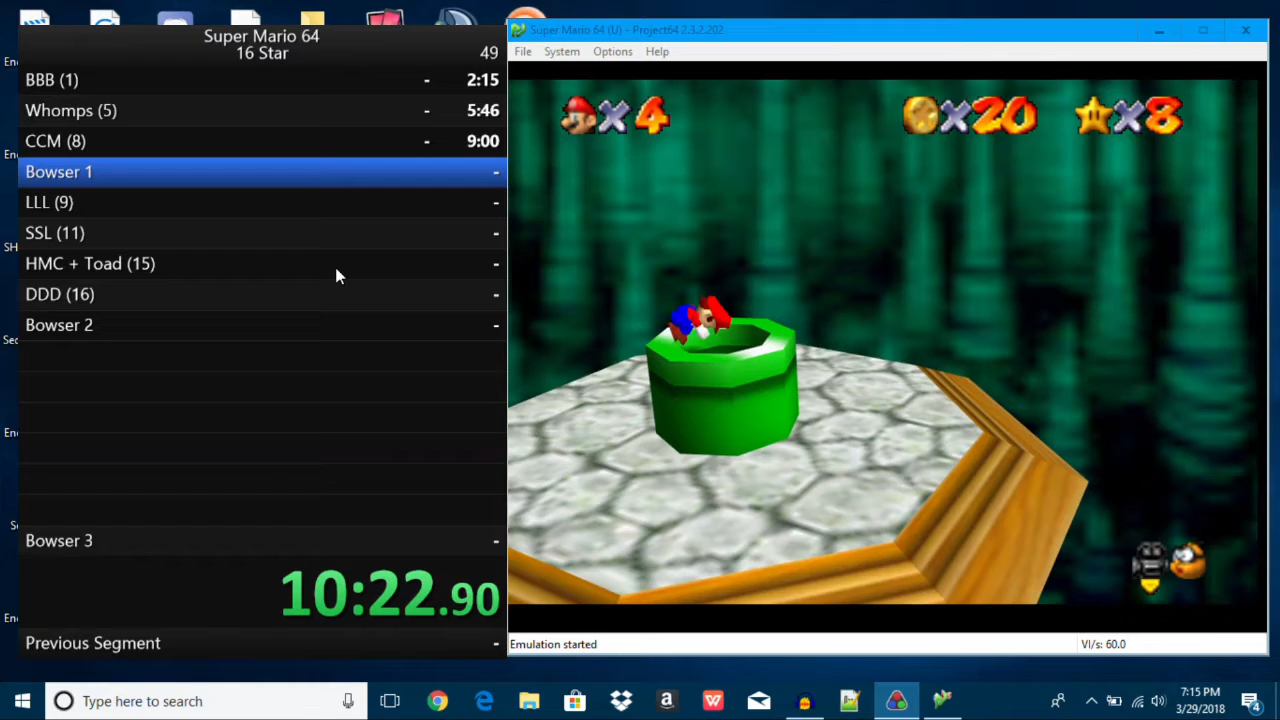 Super Mario 64
16 Star 49
BBB (1) - 2:15
Whomps (5) - 5:46
CCM (8) - 9:00
Bowser 1 -
LLL (9) -
SSL (11) -
HMC + Toad (15) -
DDD (16) -
Bowser 2 -
Bowser 3 -
10:22.90
Previous Segment -
Super Mario 64 (U) - Project64 2.3.2.202
File System Options Help
x4 x20 x8
Emulation started VI/s: 60.0
Type here to search
7:15 PM
3/29/2018
4